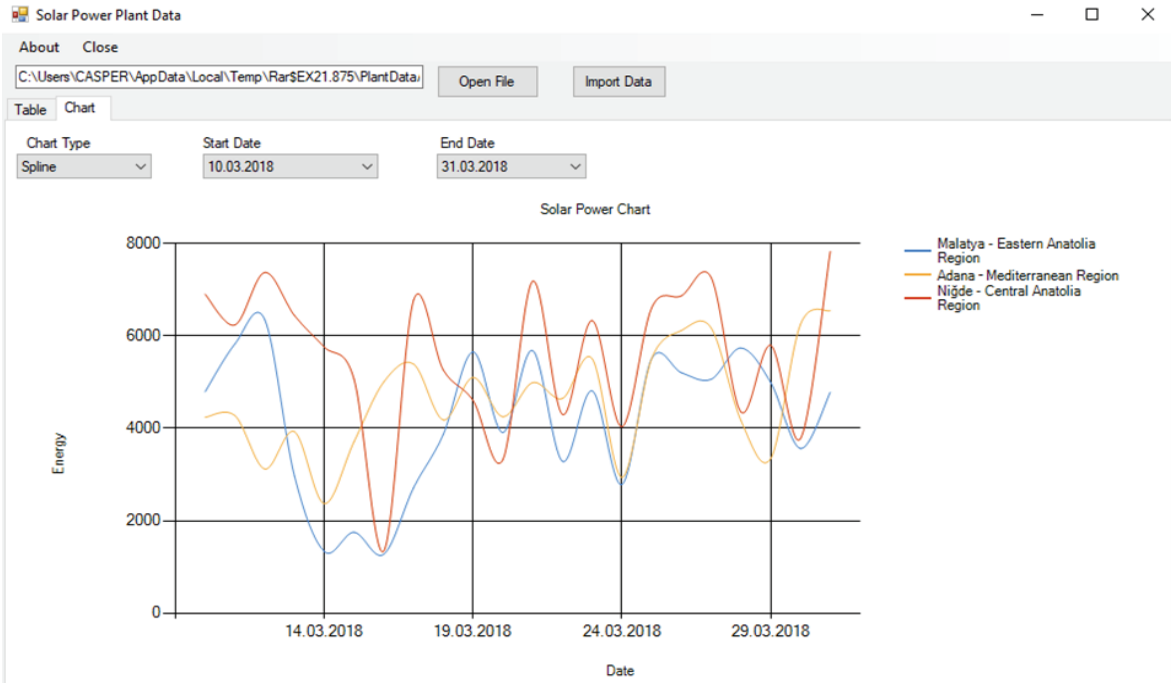 Solar Power Plant Data
About Close
C:\Users\CASPER\AppData\Local\Temp\Rar$EX21.875\PlantData
Open File
Import Data
Table
Chart
Chart Type
Start Date
End Date
Spline
10.03.2018
31.03.2018
Solar Power Chart
8000
6000
4000
2000
0
Energy
14.03.2018
19.03.2018
24.03.2018
29.03.2018
Date
Malatya - Eastern Anatolia
Region
Adana - Mediterranean Region
Niğde - Central Anatolia
Region